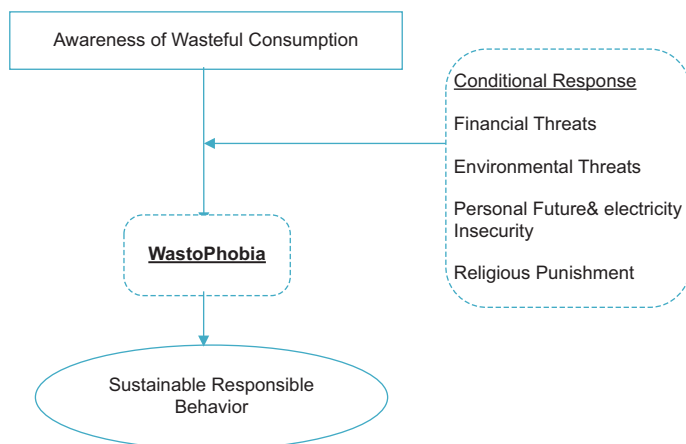 Awareness of Wasteful Consumption
Conditional Response
Financial Threats
Environmental Threats
Personal Future& electricity
Insecurity
Religious Punishment
WastoPhobia
Sustainable Responsible
Behavior